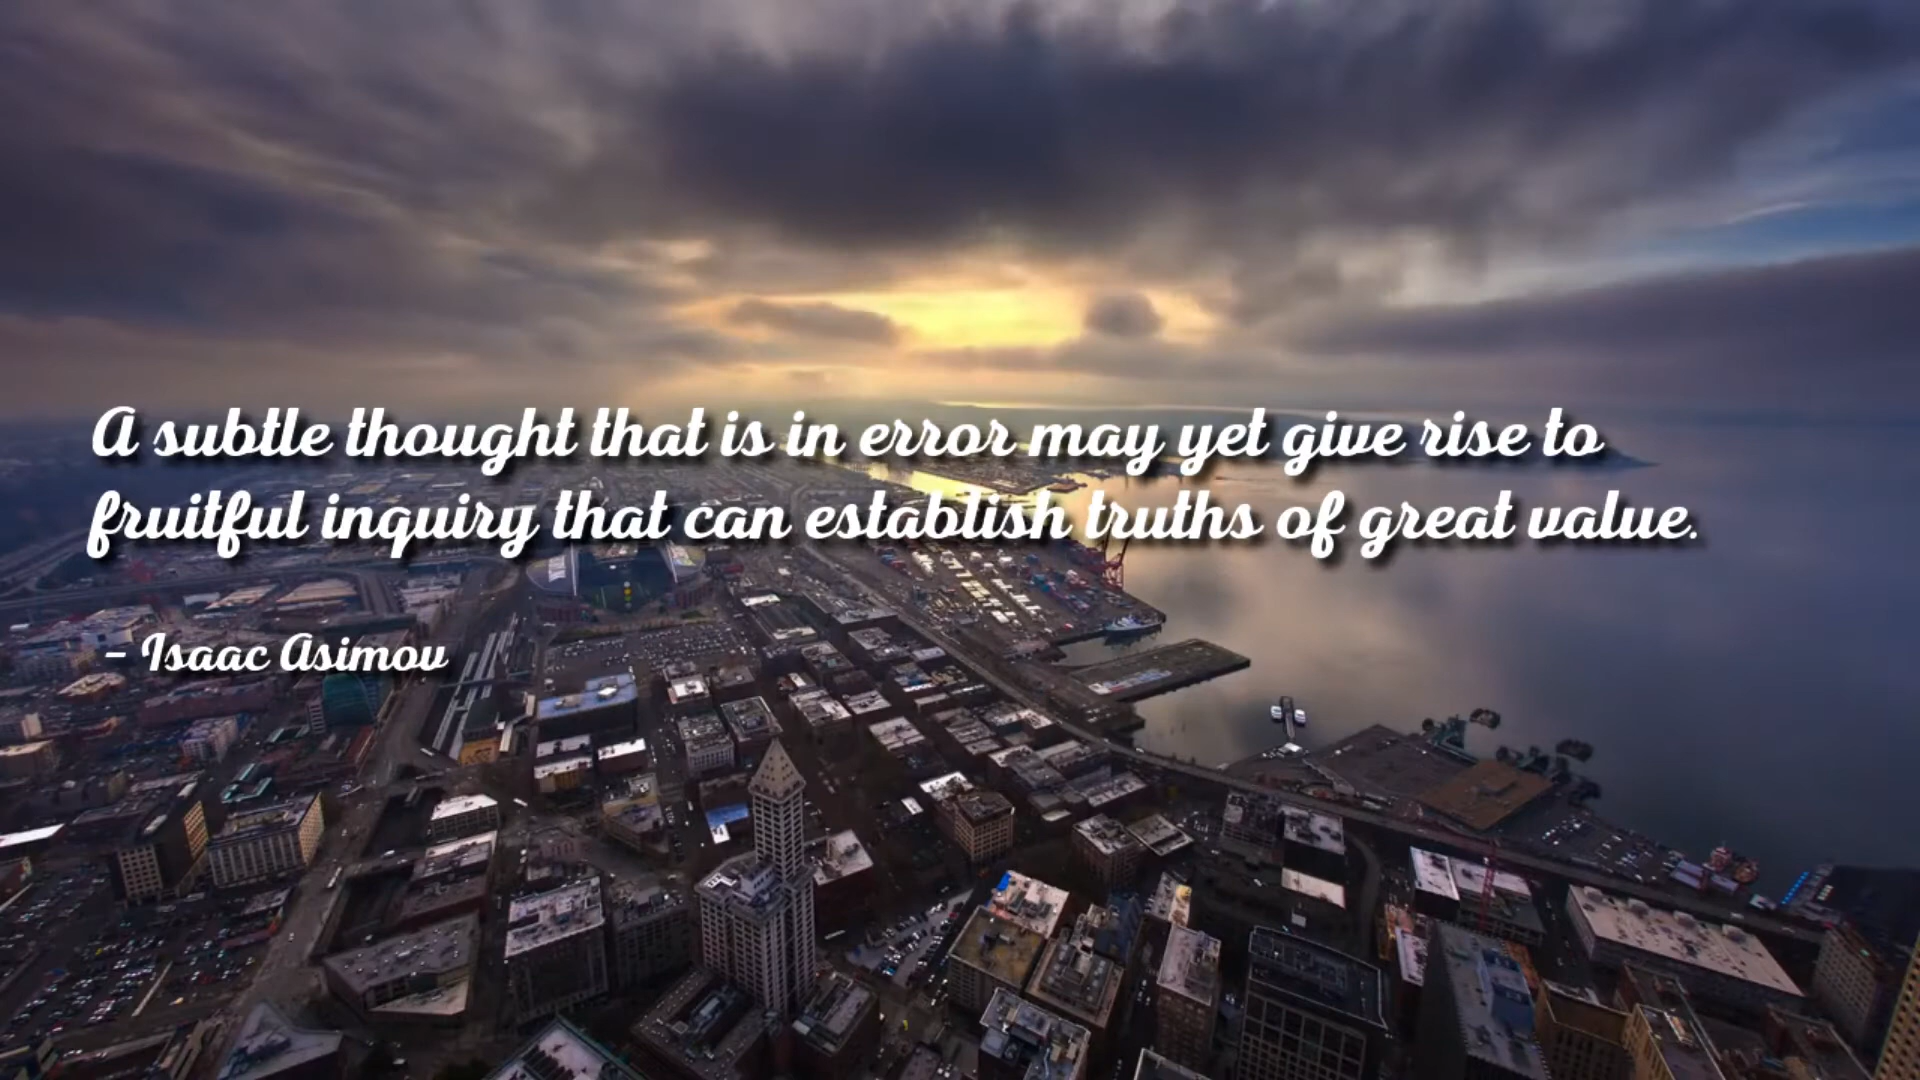 A subtle thought that is in error may yet give rise to
fruitful inquiry that can establish truths of great value.
– Isaac Asimov